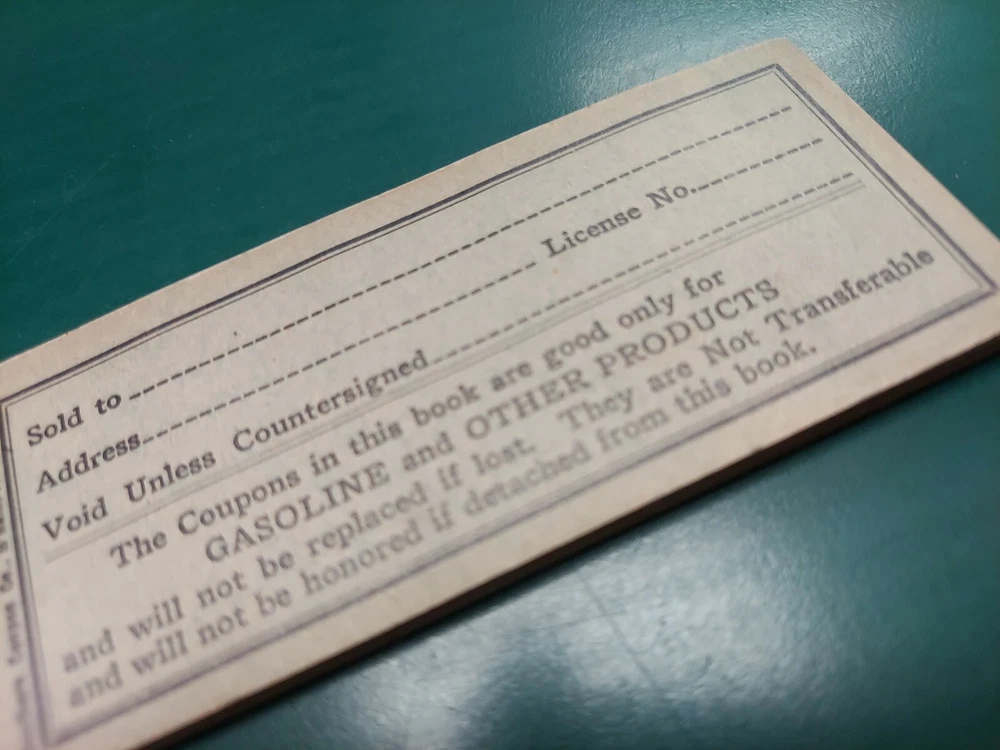 Sold to
Address License No.
Void Unless Countersigned
The Coupons in this book are good only for
GASOLINE and OTHER PRODUCTS
and will not be replaced if lost. They are Not Transferable
and will not be honored if detached from this book.